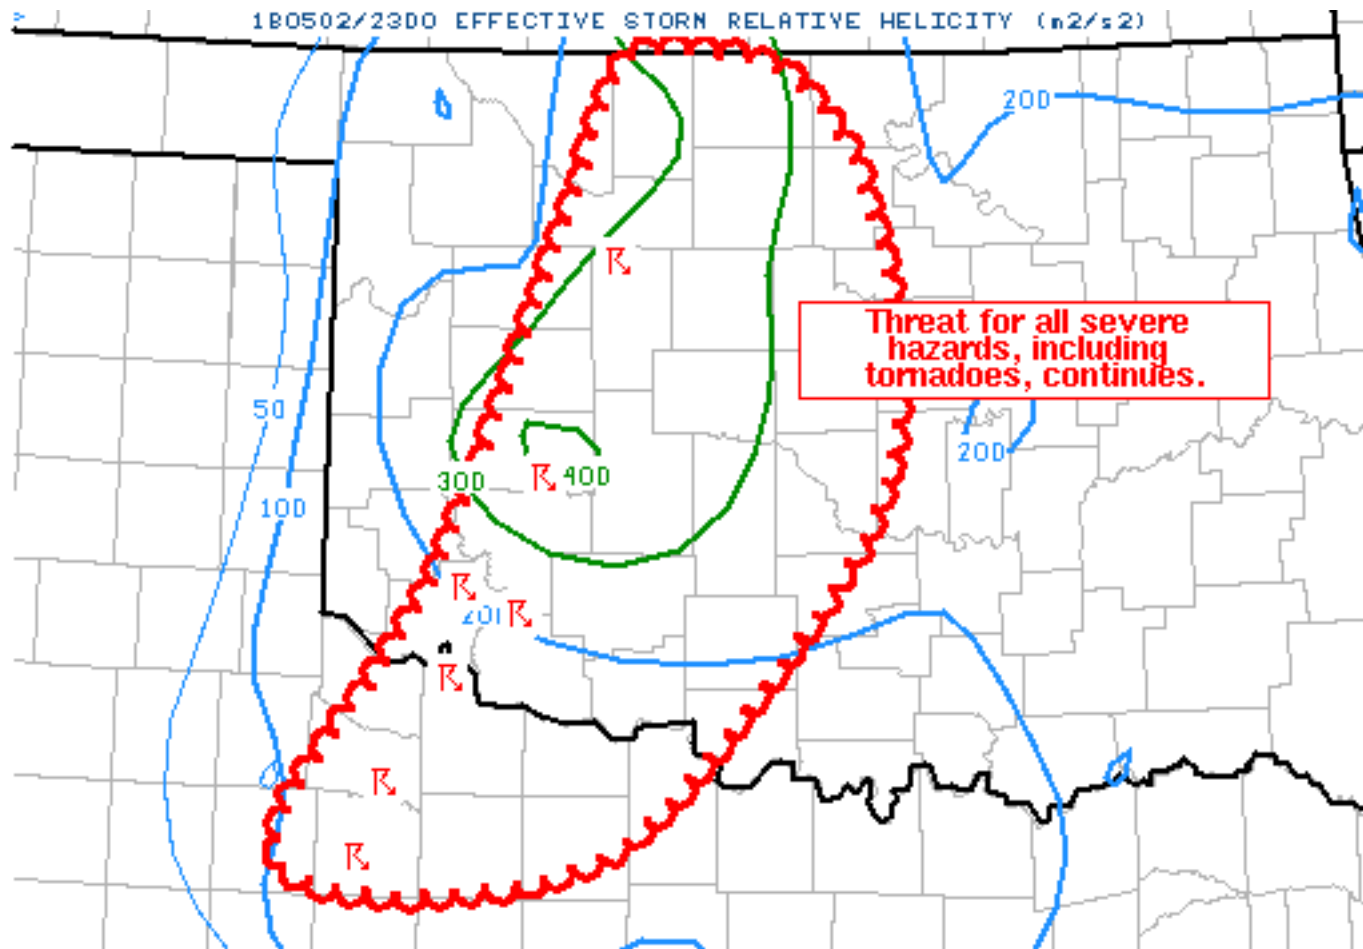 180502/2300 EFFECTIVE STORM RELATIVE HELICITY (m2/s2)
200
Threat for all severe
hazards, including
tornadoes, continues.
50
200
300
400
100
201